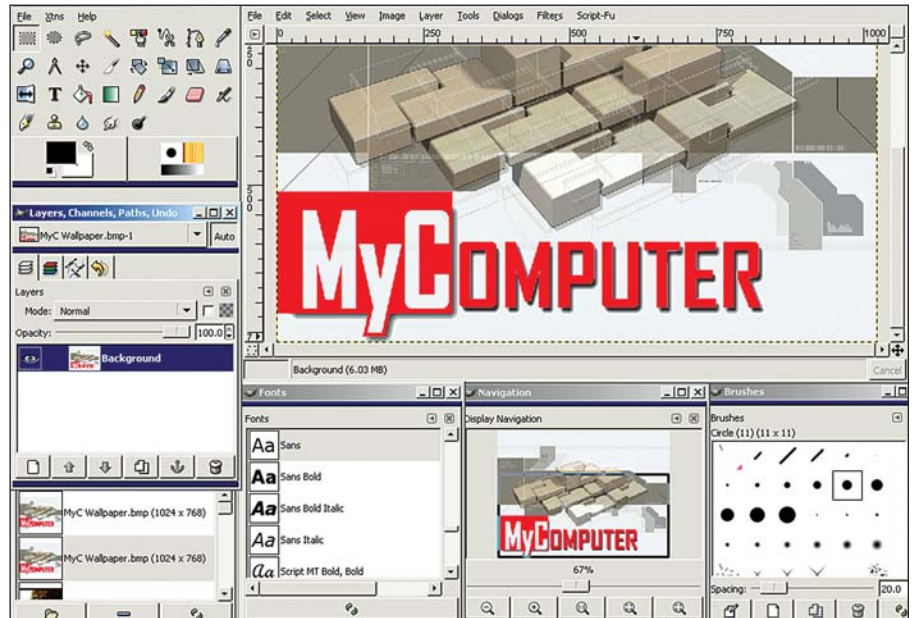 File Xtns Help
File Edit Select View Image Layer Tools Dialogs Filters Script-Fu
0 250 500 750 1000
Layers, Channels, Paths, Undo
MyC Wallpaper.bmp-1 Auto
Layers
Mode: Normal
Opacity: 100.0
Background
MyC Wallpaper.bmp (1024 x 768)
MyC Wallpaper.bmp (1024 x 768)
MyCOMPUTER
Background (6.03 MB) Cancel
Fonts
Fonts
Aa Sans
Aa Sans Bold
Aa Sans Bold Italic
Aa Sans Italic
Aa Script MT Bold, Bold
Navigation
Display Navigation
MyCOMPUTER
67%
Brushes
Brushes
Circle (11) (11 x 11)
Spacing: 20.0